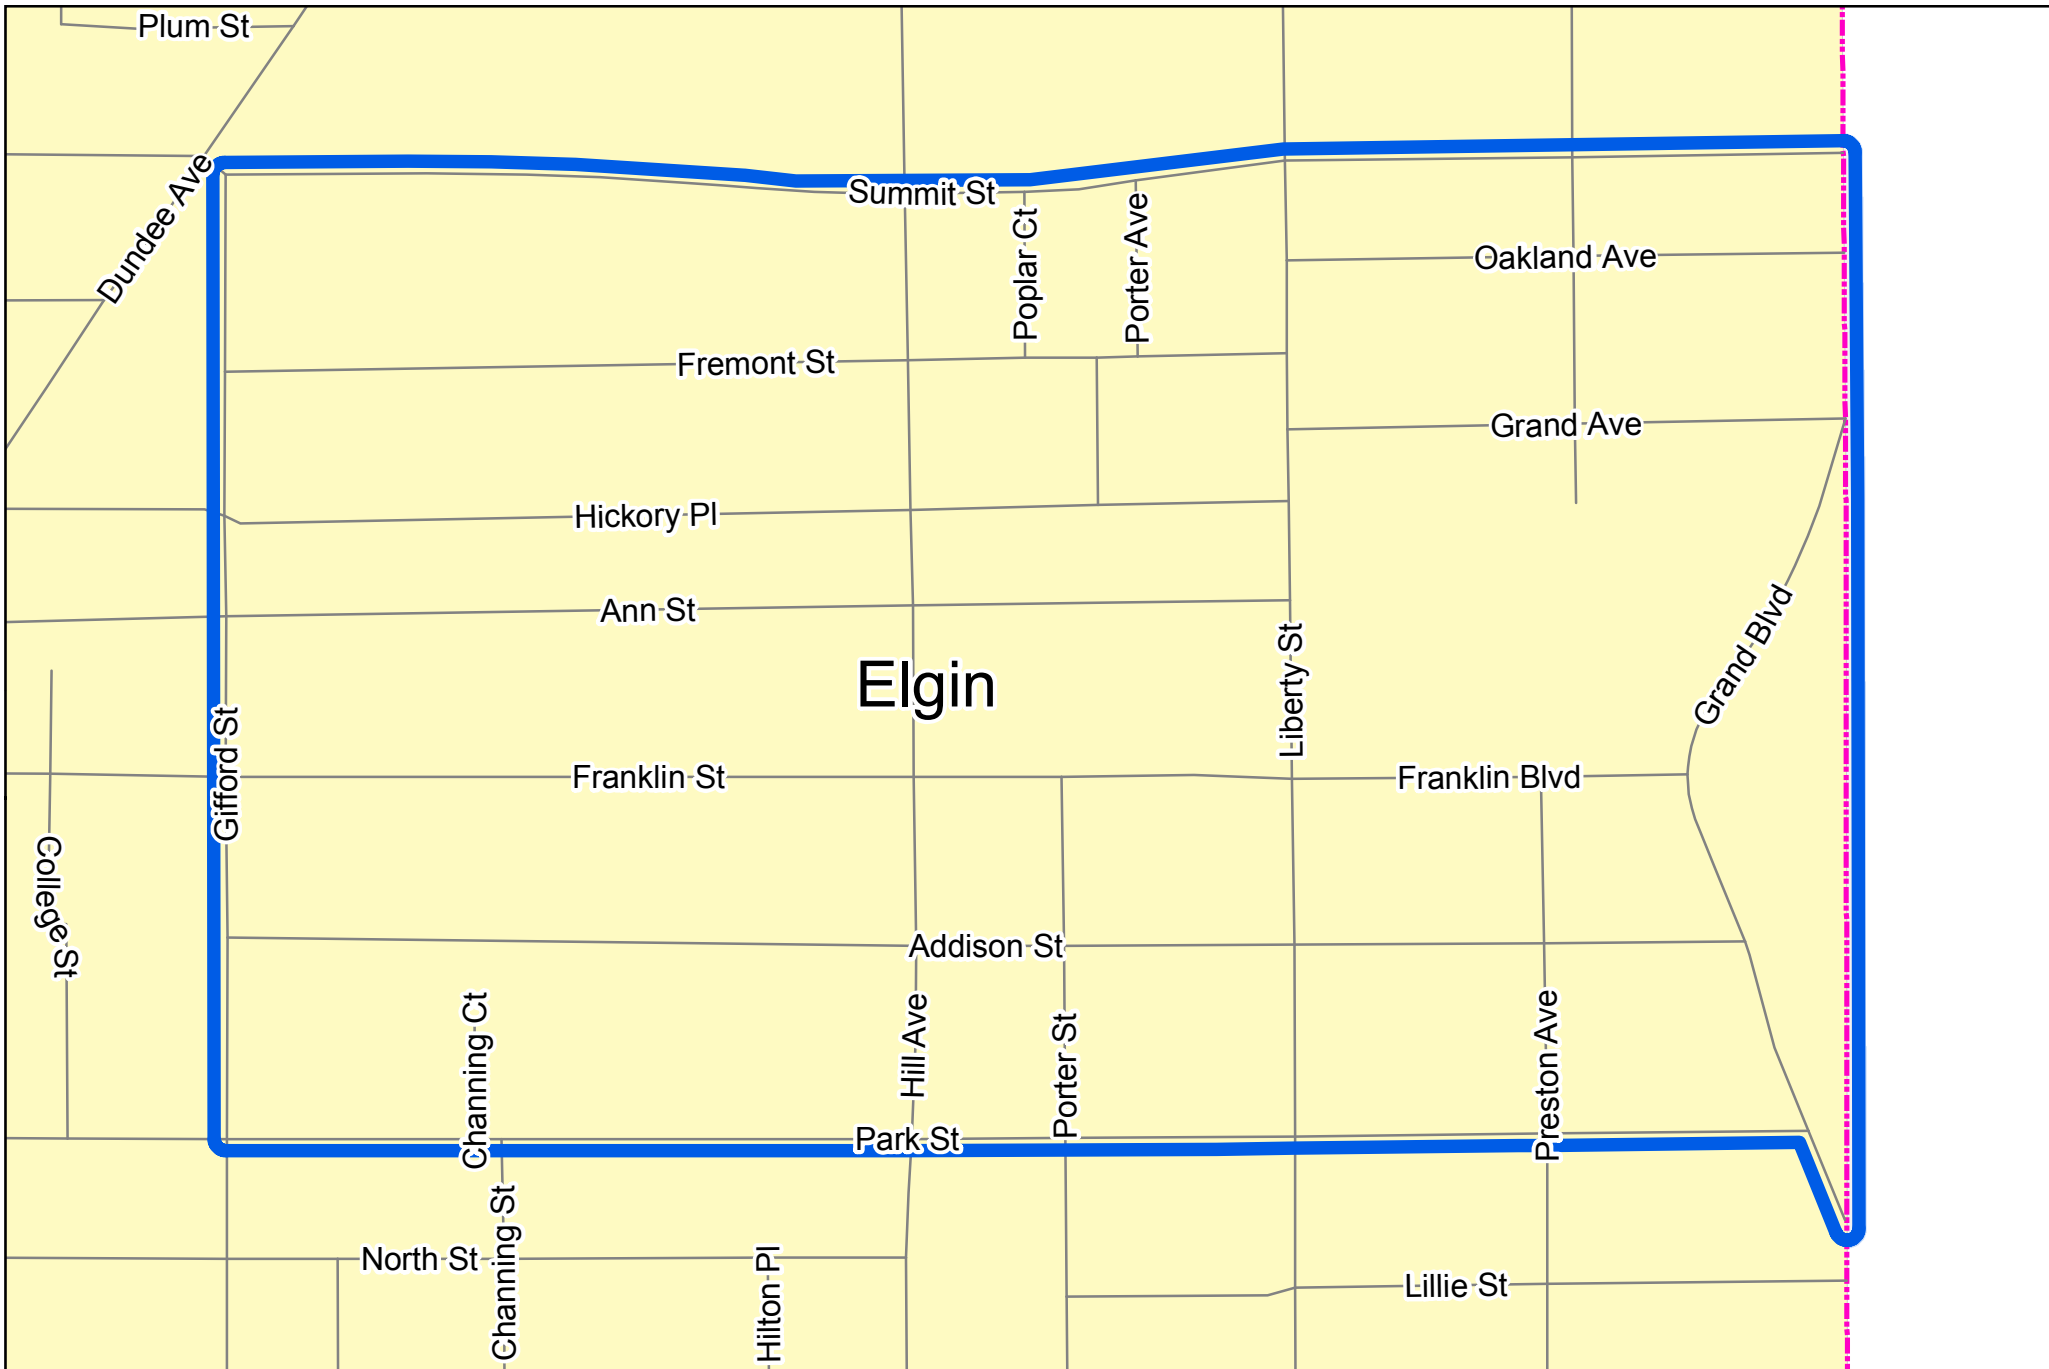 Plum St
Dundee Ave
Summit St
Poplar Ct
Porter Ave
Oakland Ave
Fremont St
Grand Ave
Hickory Pl
Ann St
Elgin
Liberty St
Grand Blvd
Gifford St
Franklin St
Franklin Blvd
College St
Addison St
Channing Ct
Hill Ave
Porter St
Preston Ave
Park St
Channing St
North St
Hilton Pl
Lillie St